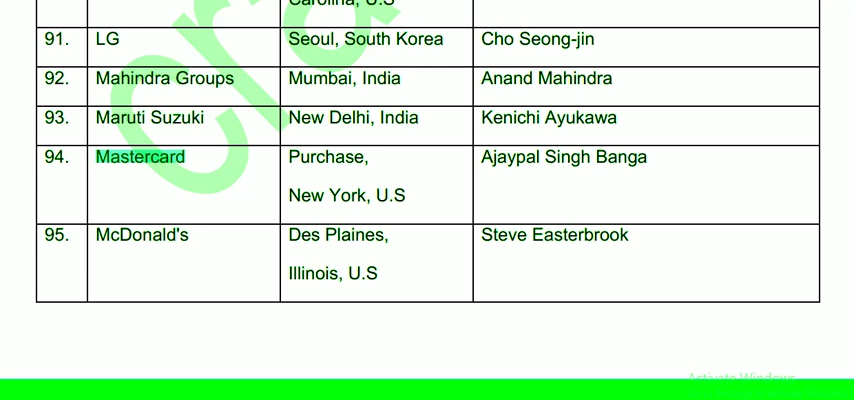 Carolina, U.S
91. LG Seoul, South Korea Cho Seong-jin
92. Mahindra Groups Mumbai, India Anand Mahindra
93. Maruti Suzuki New Delhi, India Kenichi Ayukawa
94. Mastercard Purchase, Ajaypal Singh Banga
New York, U.S
95. McDonald's Des Plaines, Steve Easterbrook
Illinois, U.S
Activate Windows